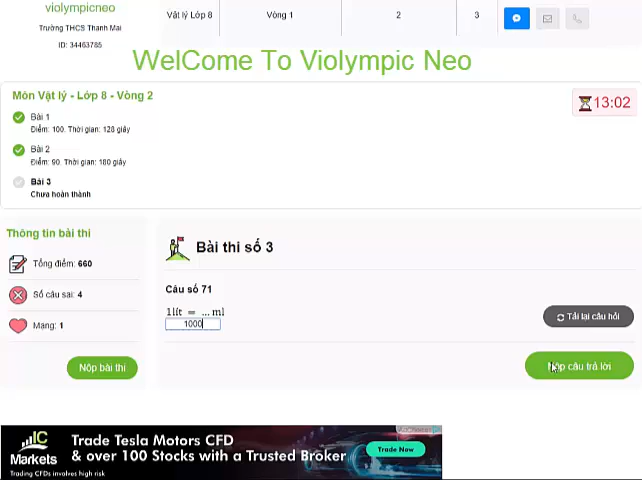 violympicneo
Trường THCS Thanh Mai
ID: 34463785
Vật lý Lớp 8
Vòng 1
2
3
WelCome To Violympic Neo
Môn Vật lý - Lớp 8 - Vòng 2
13:02
Bài 1
Điểm: 100. Thời gian: 128 giây
Bài 2
Điểm: 90. Thời gian: 180 giây
Bài 3
Chưa hoàn thành
Thông tin bài thi
Tổng điểm: 660
Số câu sai: 4
Mạng: 1
Nộp bài thi
Bài thi số 3
Câu số 71
1lít = ...ml
1000
Tải lại câu hỏi
Nộp câu trả lời
IC Markets
Trade Tesla Motors CFD
& over 100 Stocks with a Trusted Broker
Trading CFDs involves high risk
Trade Now